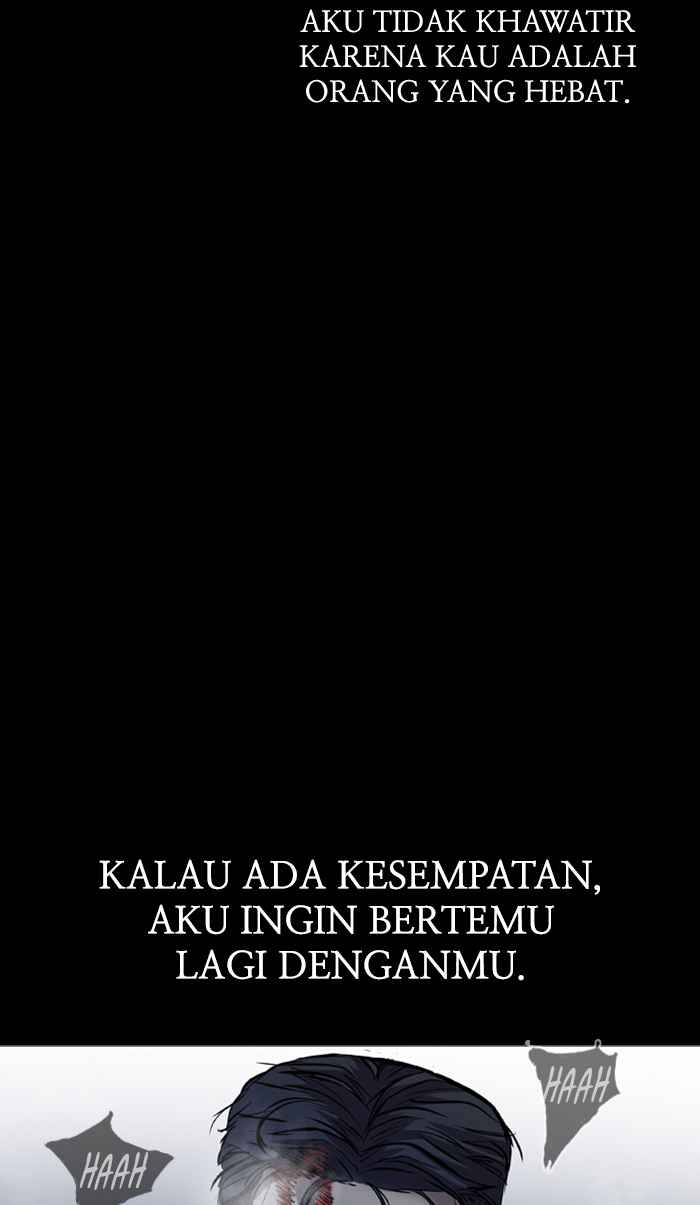 AKU TIDAK KHAWATIR
KARENA KAU ADALAH
ORANG YANG HEBAT.
KALAU ADA KESEMPATAN,
AKU INGIN BERTEMU
LAGI DENGANMU.
HAAH
HAAH